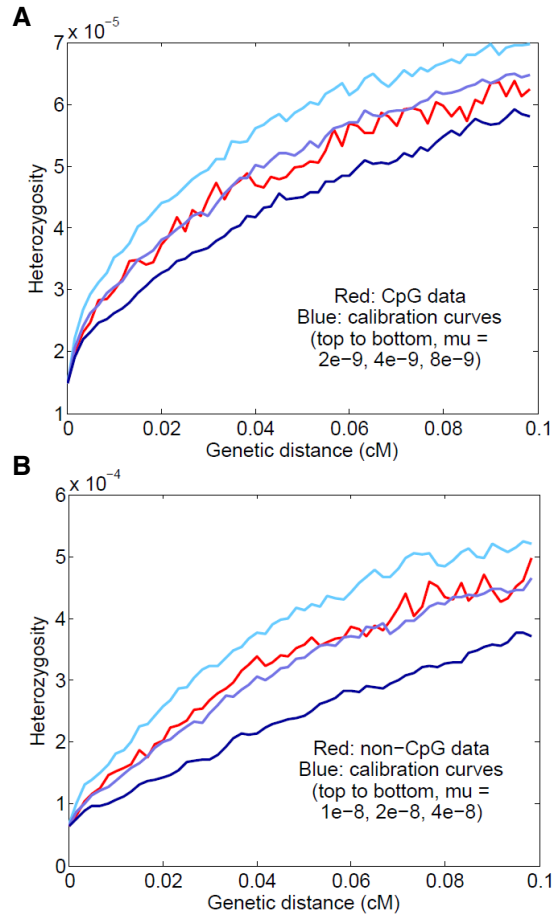 A
× 10⁻⁵
7
6
5
4
3
2
1
Heterozygosity
Red: CpG data
Blue: calibration curves
(top to bottom, mu =
2e−9, 4e−9, 8e−9)
0
0.02
0.04
0.06
0.08
0.1
Genetic distance (cM)
B
× 10⁻⁴
6
5
4
3
2
1
0
Heterozygosity
Red: non−CpG data
Blue: calibration curves
(top to bottom, mu =
1e−8, 2e−8, 4e−8)
0
0.02
0.04
0.06
0.08
0.1
Genetic distance (cM)